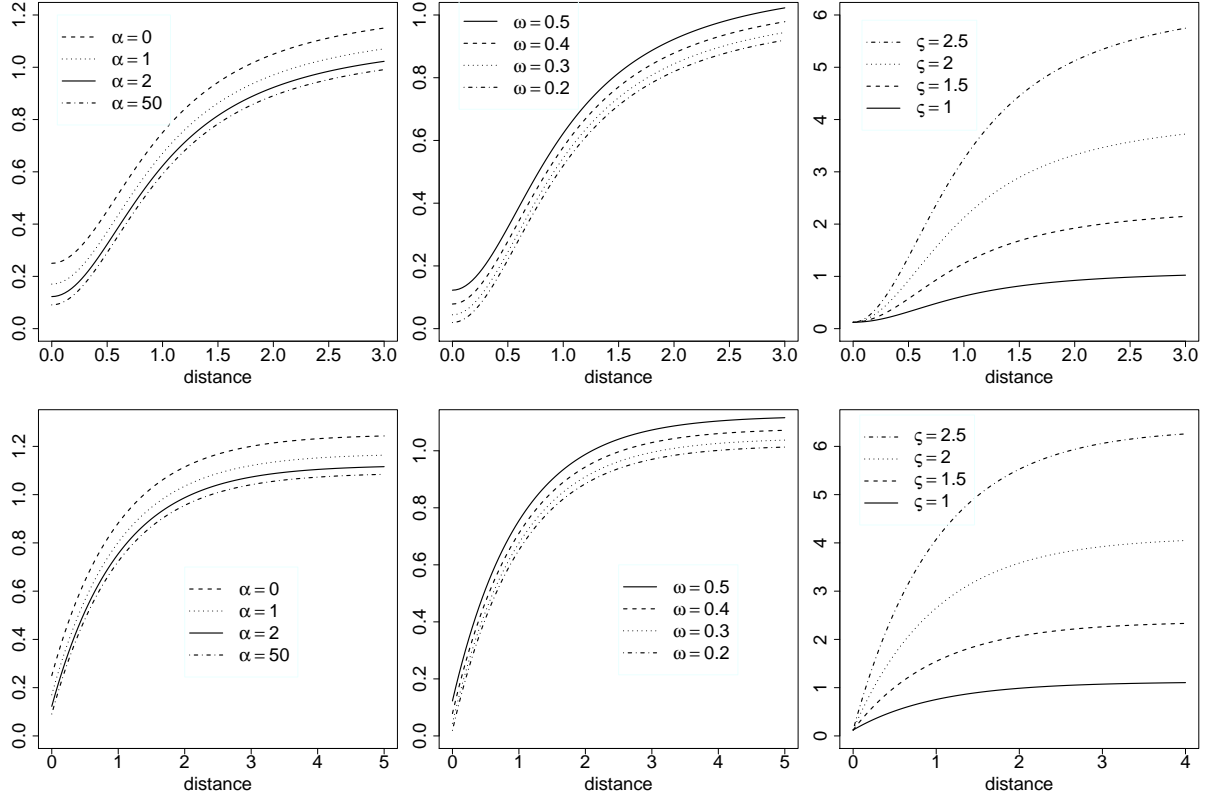 0.0 0.2 0.4 0.6 0.8 1.0 1.2
α = 0
α = 1
α = 2
α = 50
0.0 0.5 1.0 1.5 2.0 2.5 3.0
distance
0.0 0.2 0.4 0.6 0.8 1.0
ω = 0.5
ω = 0.4
ω = 0.3
ω = 0.2
0.0 0.5 1.0 1.5 2.0 2.5 3.0
distance
0 1 2 3 4 5 6
ς = 2.5
ς = 2
ς = 1.5
ς = 1
0.0 0.5 1.0 1.5 2.0 2.5 3.0
distance
0.0 0.2 0.4 0.6 0.8 1.0 1.2
α = 0
α = 1
α = 2
α = 50
0 1 2 3 4 5
distance
0.0 0.2 0.4 0.6 0.8 1.0
ω = 0.5
ω = 0.4
ω = 0.3
ω = 0.2
0 1 2 3 4 5
distance
0 1 2 3 4 5 6
ς = 2.5
ς = 2
ς = 1.5
ς = 1
0 1 2 3 4
distance